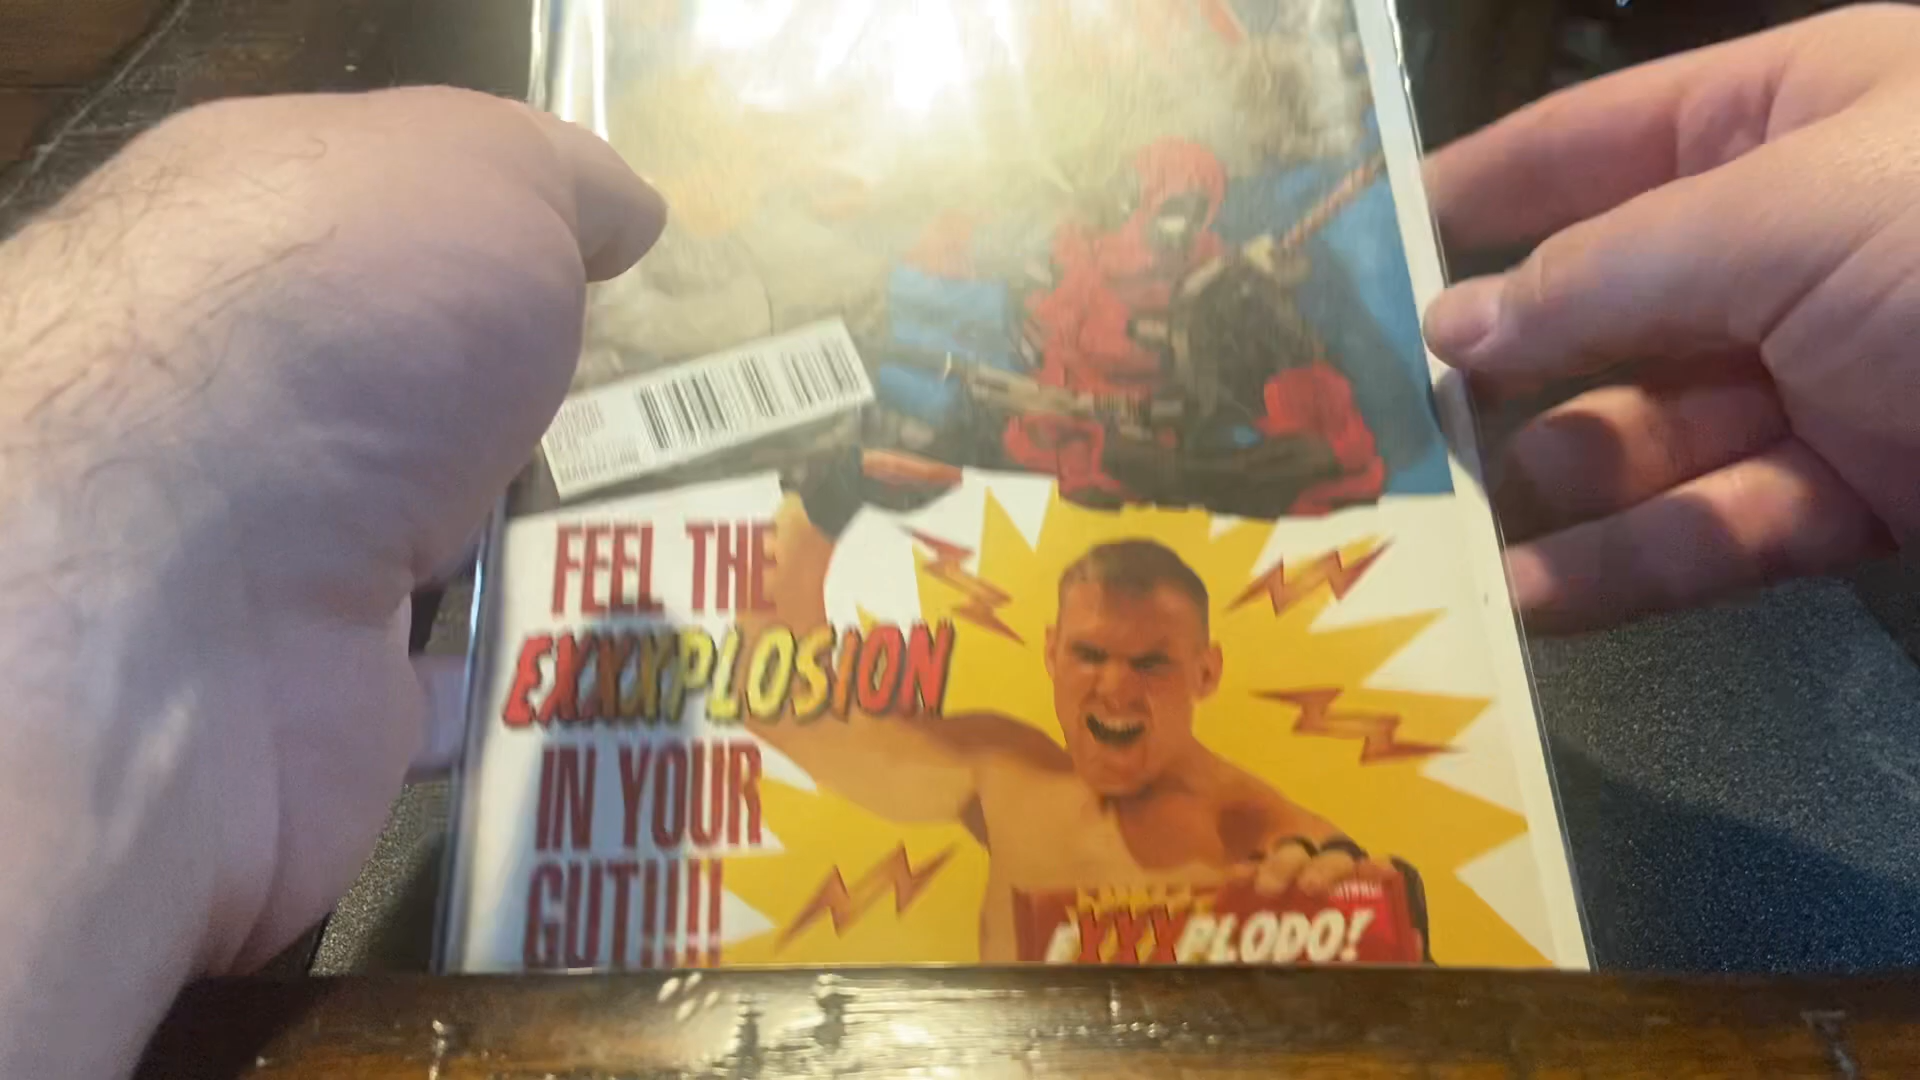 FEEL THE
EXXXPLOSION
IN YOUR
GUT!!!!
EXXXPLODO!